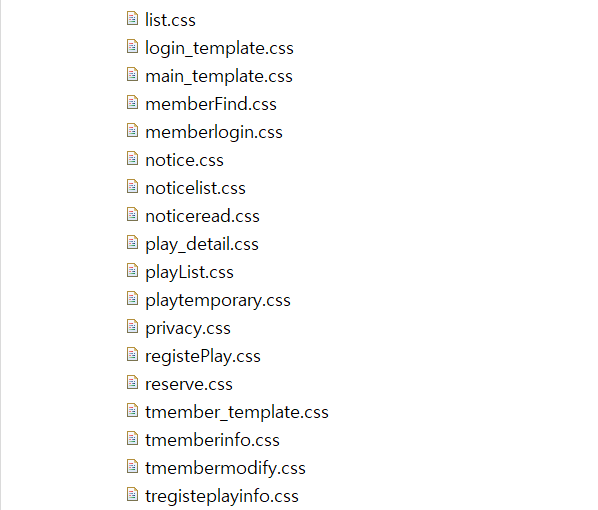 list.css
login_template.css
main_template.css
memberFind.css
memberlogin.css
notice.css
noticelist.css
noticeread.css
play_detail.css
playList.css
playtemporary.css
privacy.css
registePlay.css
reserve.css
tmember_template.css
tmemberinfo.css
tmembermodify.css
tregisteplayinfo.css